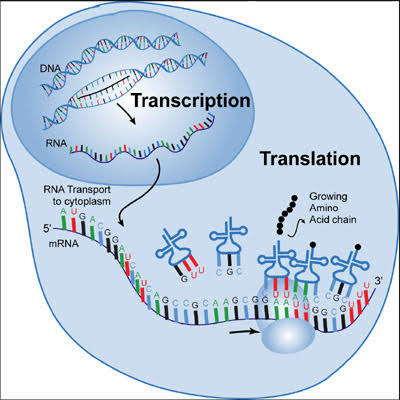 DNA
Transcription
RNA
Translation
RNA Transport
to cytoplasm
Growing
Amino
Acid chain
5'
mRNA
A U G A C G G A U C A U C A G C C G C A A G C G G
G U U
C G C
3'